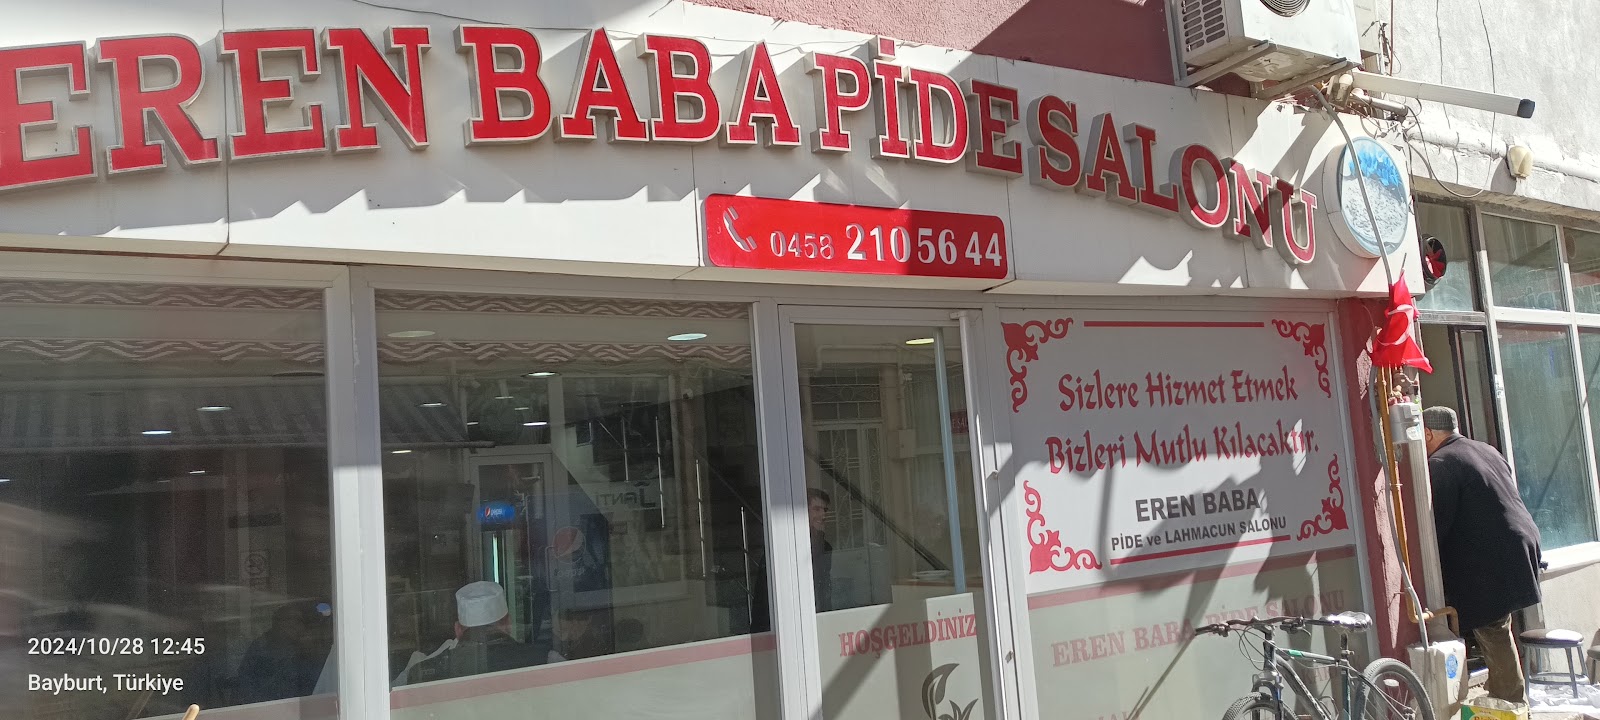 EREN BABA PİDE SALONU
0458 210 56 44
Sizlere Hizmet Etmek
Bizleri Mutlu Kılacaktır.
EREN BABA
PİDE ve LAHMACUN SALONU
HOŞGELDİNİZ
EREN BABA PİDE SALONU
pepsi
2024/10/28 12:45
Bayburt, Türkiye